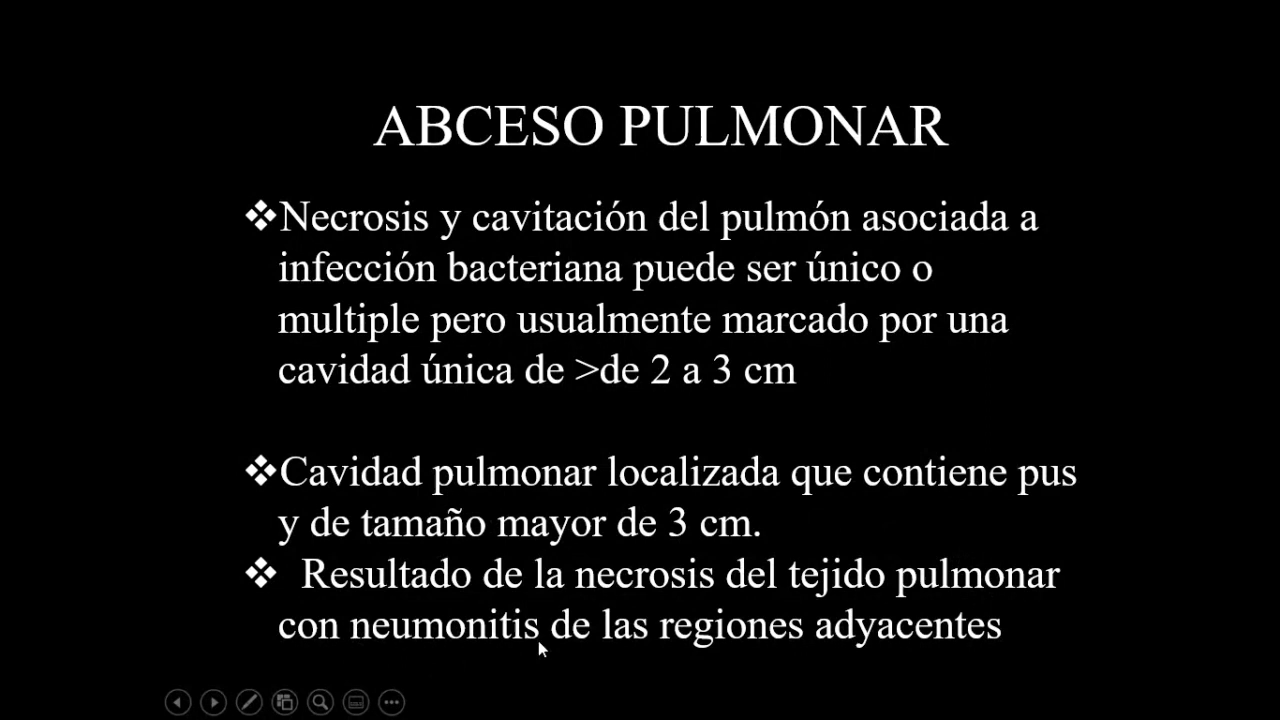 ABCESO PULMONAR
❖Necrosis y cavitación del pulmón asociada a
infección bacteriana puede ser único o
multiple pero usualmente marcado por una
cavidad única de >de 2 a 3 cm
❖Cavidad pulmonar localizada que contiene pus
y de tamaño mayor de 3 cm.
❖ Resultado de la necrosis del tejido pulmonar
con neumonitis de las regiones adyacentes